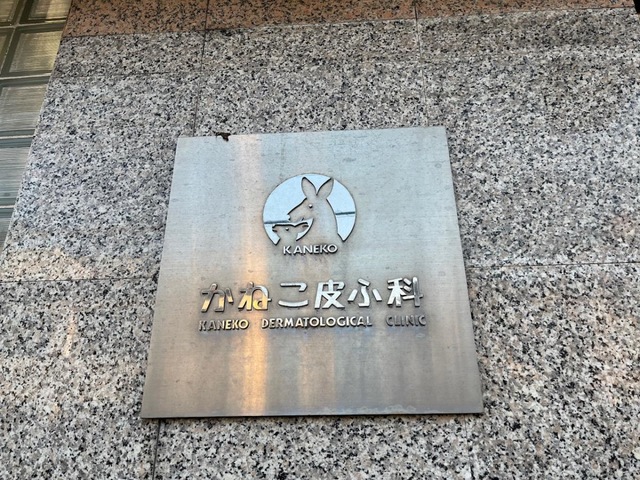 KANEKO
かねこ皮ふ科
KANEKO DERMATOLOGICAL CLINIC